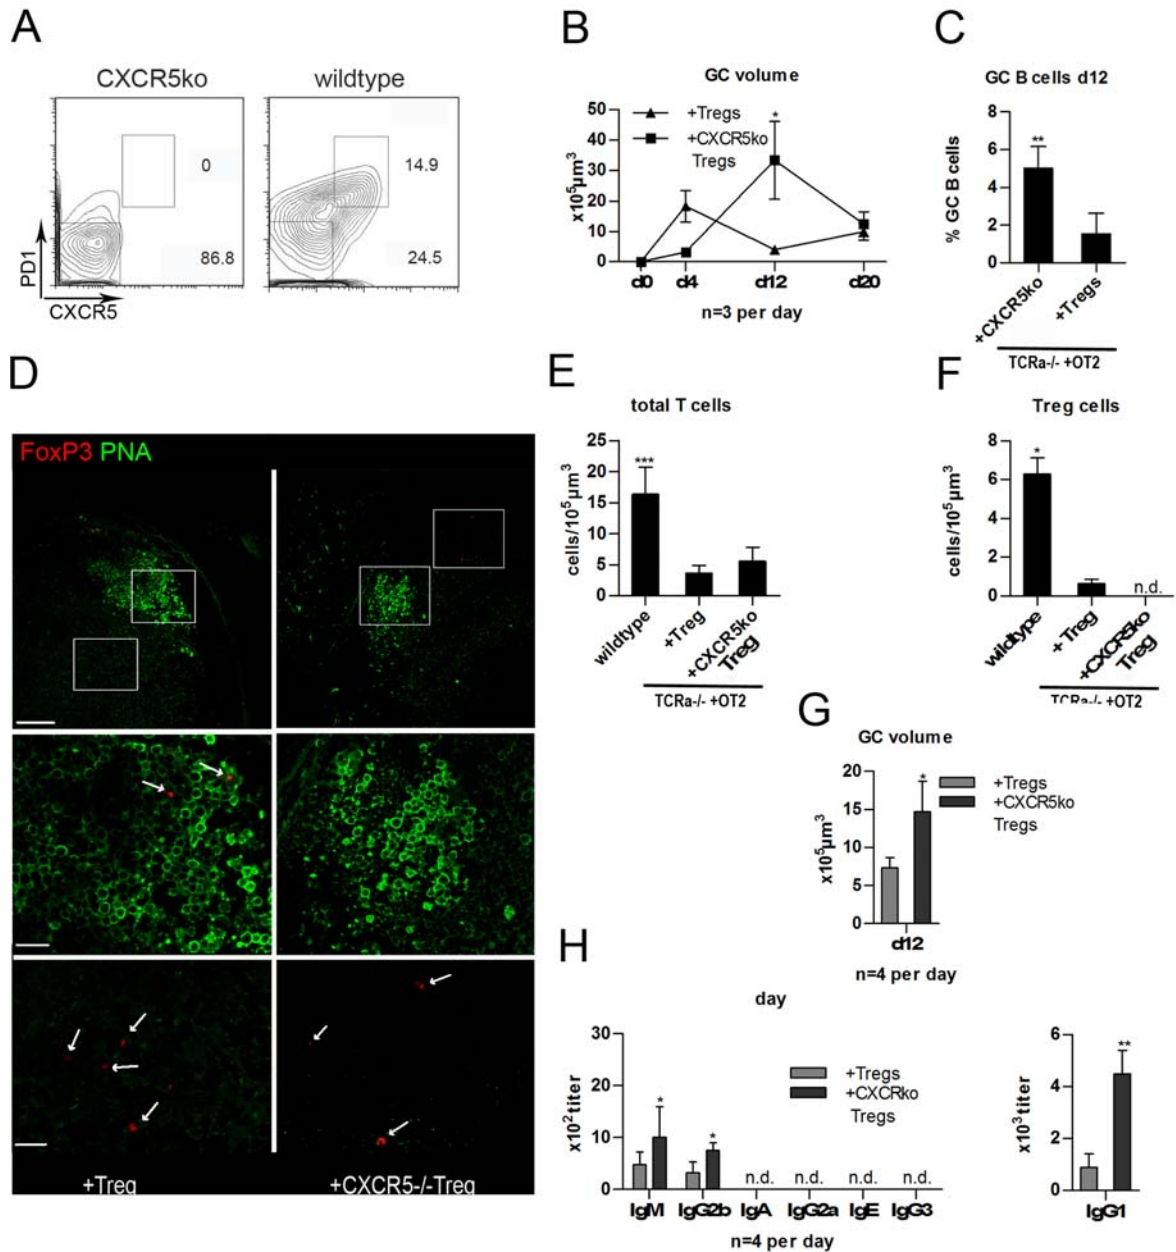 A
CXCR5ko
wildtype
0
86.8
14.9
24.5
PD1
CXCR5
B
GC volume
50
40
30
20
10
0
x10⁵µm³
+Tregs
+CXCR5ko
Tregs
*
d0 d4 d12 d20
n=3 per day
C
GC B cells d12
8
6
4
2
0
% GC B cells
**
+CXCR5ko
+Tregs
TCRa-/- +OT2
D
FoxP3 PNA
+Treg
+CXCR5-/-Treg
E
total T cells
25
20
15
10
5
0
cells/10⁵µm³
***
wildtype
+Treg
+CXCR5ko
Treg
TCRa-/- +OT2
F
Treg cells
8
6
4
2
0
cells/10⁵µm³
*
n.d.
wildtype
+Treg
+CXCR5ko
Treg
TCRa-/- +OT2
G
GC volume
20
15
10
5
0
x10⁵µm³
*
+Tregs
+CXCR5ko
Tregs
d12
n=4 per day
H
day
30
20
10
0
x10² titer
+Tregs
+CXCRko
Tregs
* * n.d. n.d. n.d. n.d.
IgM IgG2b IgA IgG2a IgE IgG3
n=4 per day
6
4
2
0
x10³ titer
**
IgG1